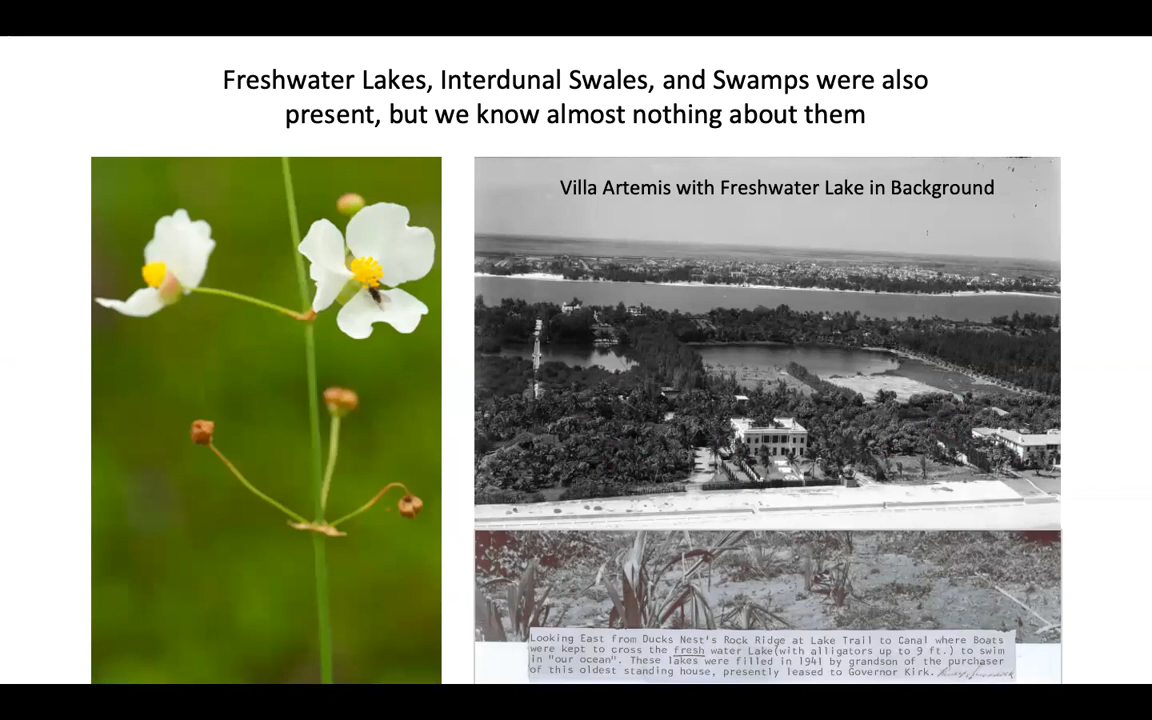 Freshwater Lakes, Interdunal Swales, and Swamps were also
present, but we know almost nothing about them
Villa Artemis with Freshwater Lake in Background
Looking East from Ducks Nest's Rock Ridge at Lake Trail to Canal where Boats
were kept to cross the fresh water Lake(with alligators up to 9 ft.) to swim
in "our ocean". These lakes were filled in 1941 by grandson of the purchaser
of this oldest standing house, presently leased to Governor Kirk.